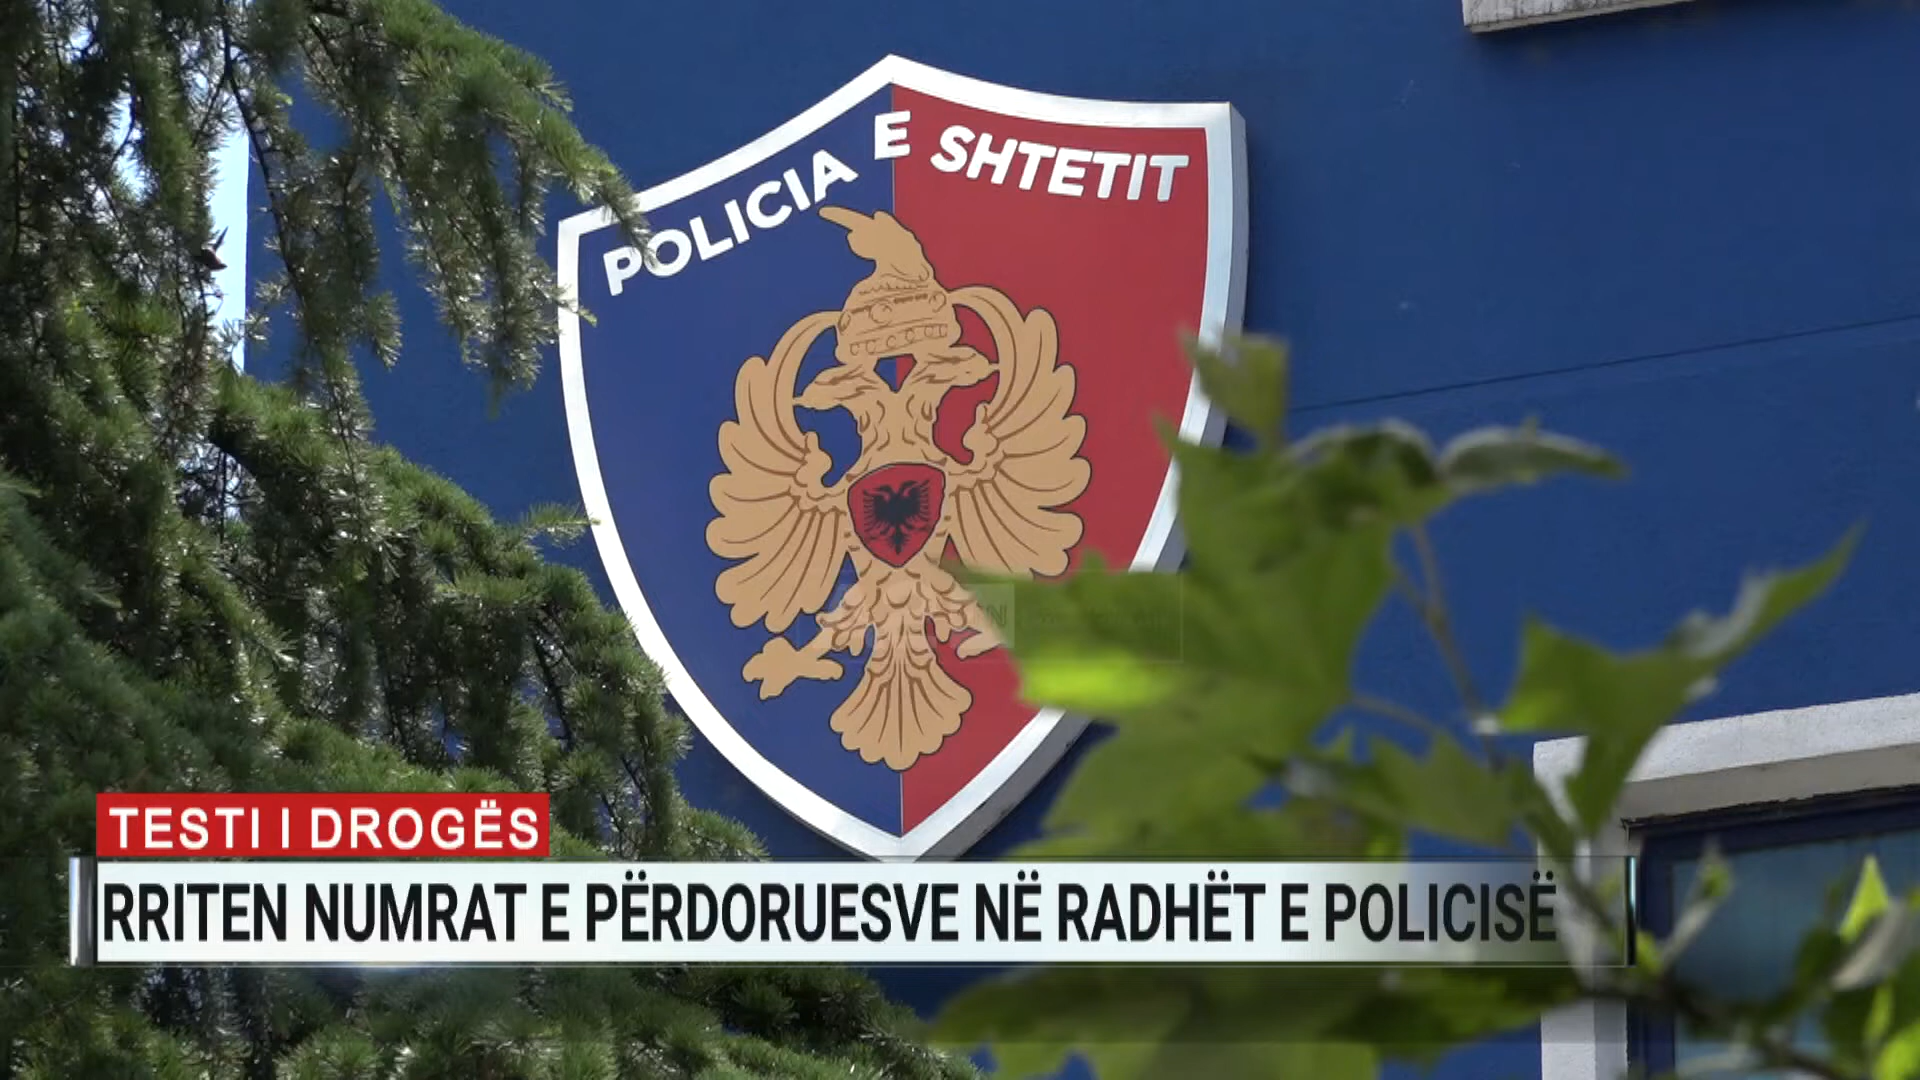 POLICIA E SHTETIT
TESTI I DROGËS
RRITEN NUMRAT E PËRDORUESVE NË RADHËT E POLICISË